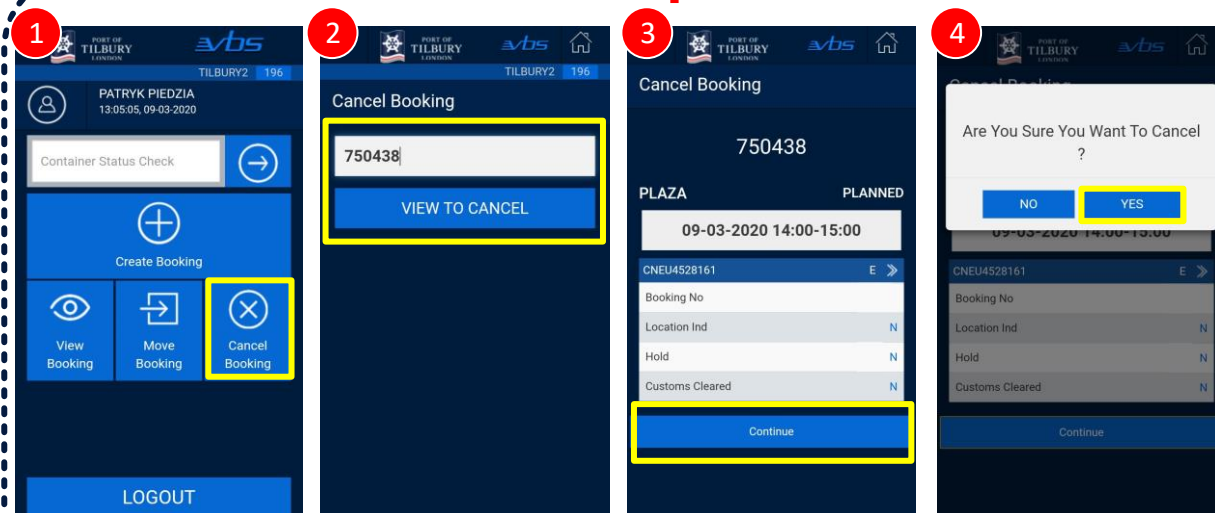 1
PORT OF
TILBURY
LONDON
vbs
TILBURY2 196
PATRYK PIEDZIA
13:05:05, 09-03-2020
Container Status Check
Create Booking
View
Booking
Move
Booking
Cancel
Booking
LOGOUT
2
PORT OF
TILBURY
LONDON
vbs
TILBURY2 196
Cancel Booking
750438
VIEW TO CANCEL
3
PORT OF
TILBURY
LONDON
vbs
Cancel Booking
750438
PLAZA PLANNED
09-03-2020 14:00-15:00
CNEU4528161 E
Booking No
Location Ind N
Hold N
Customs Cleared N
Continue
4
PORT OF
TILBURY
LONDON
vbs
Are You Sure You Want To Cancel
?
NO YES
09-03-2020 14:00-15:00
CNEU4528161 E
Booking No
Location Ind N
Hold N
Customs Cleared N
Continue